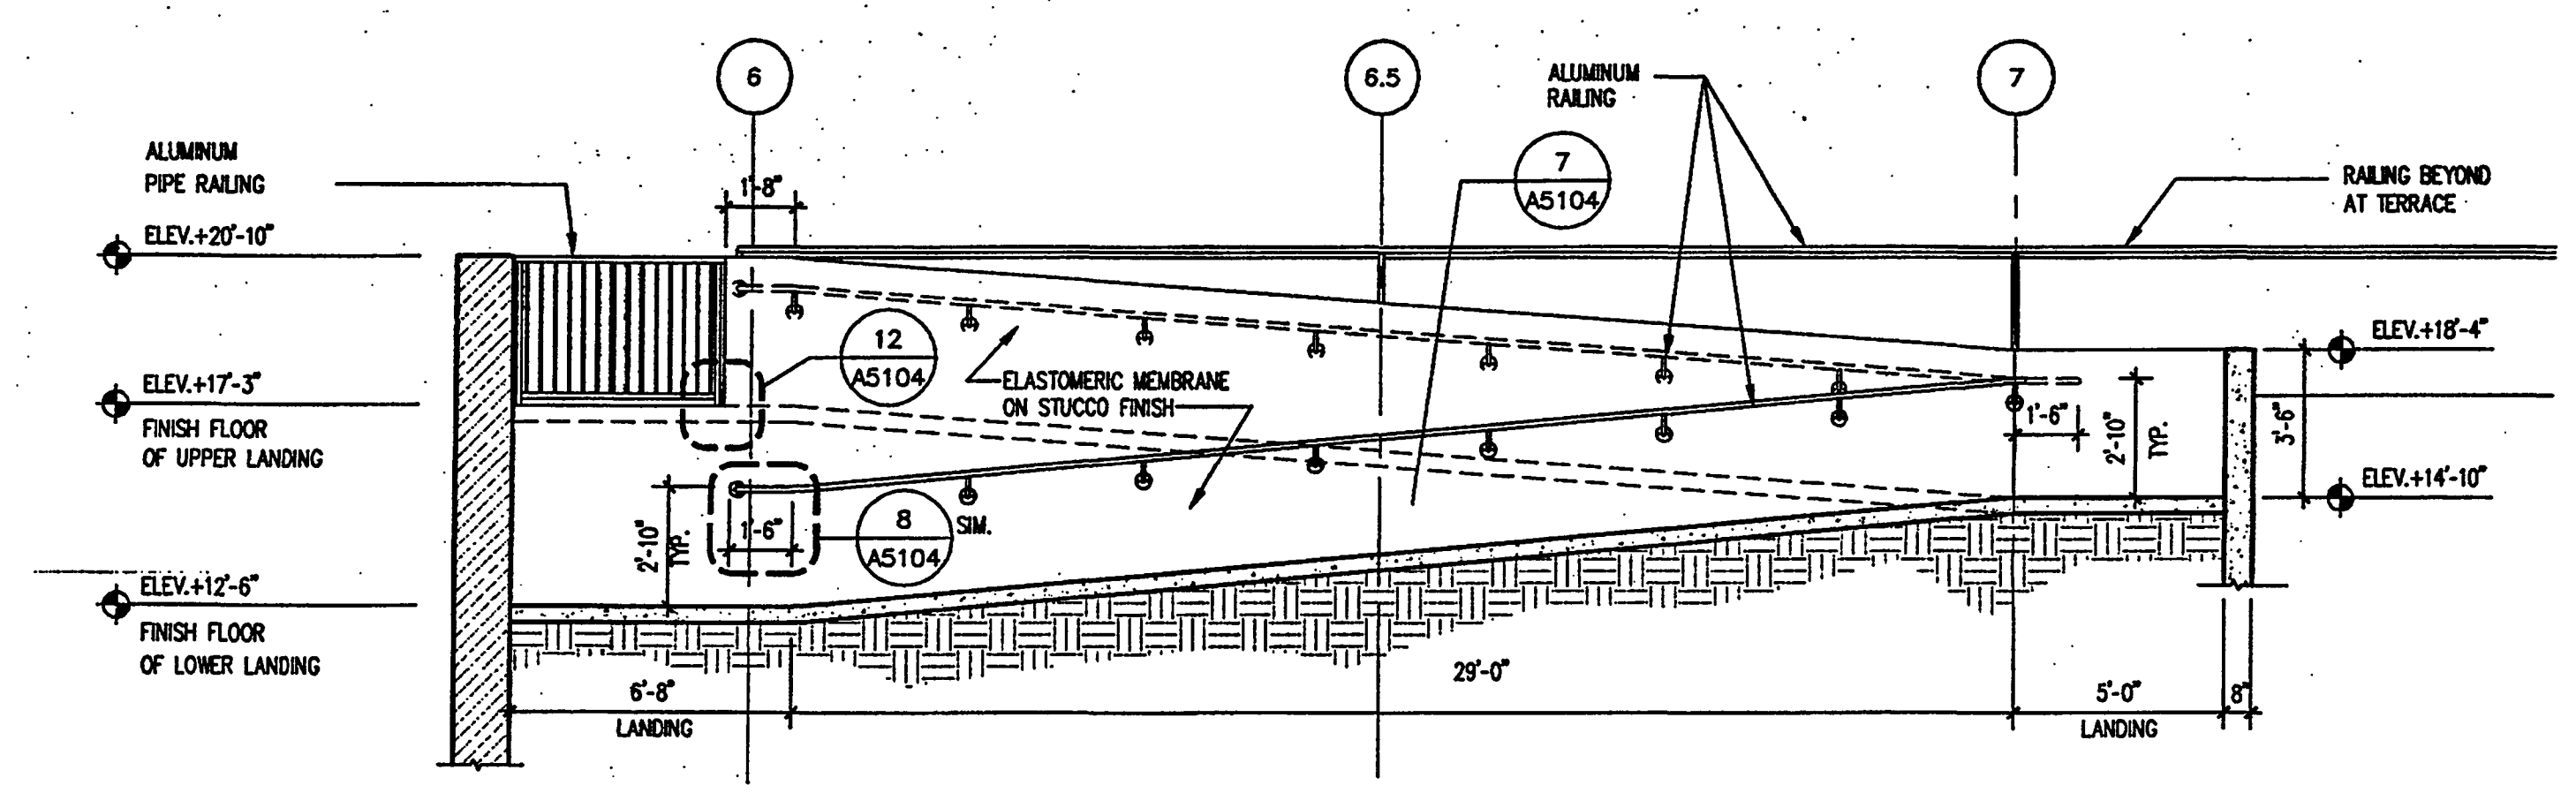 6
6.5
7
ALUMINUM
RAILING
7
A5104
ALUMINUM
PIPE RAILING
1'-8"
RAILING BEYOND
AT TERRACE
ELEV.+20'-10"
ELEV.+18'-4"
12
A5104
ELEV.+17'-3"
FINISH FLOOR
OF UPPER LANDING
ELASTOMERIC MEMBRANE
ON STUCCO FINISH
1'-6"
2'-10"
TYP.
3'-6"
ELEV.+14'-10"
2'-10"
TYP.
1'-6"
8
A5104
SIM.
ELEV.+12'-6"
FINISH FLOOR
OF LOWER LANDING
6'-8"
LANDING
29'-0"
5'-0"
LANDING
8"